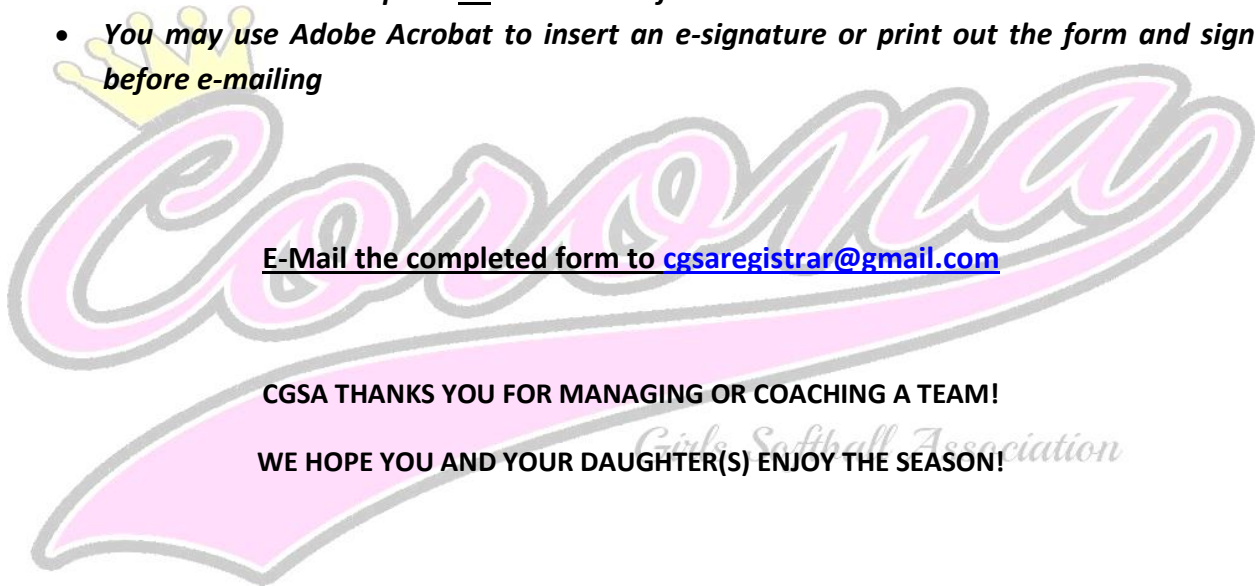 • You may use Adobe Acrobat to insert an e-signature or print out the form and sign
before e-mailing
Corona
E-Mail the completed form to cgsaregistrar@gmail.com
CGSA THANKS YOU FOR MANAGING OR COACHING A TEAM!
Girls Softball Association
WE HOPE YOU AND YOUR DAUGHTER(S) ENJOY THE SEASON!